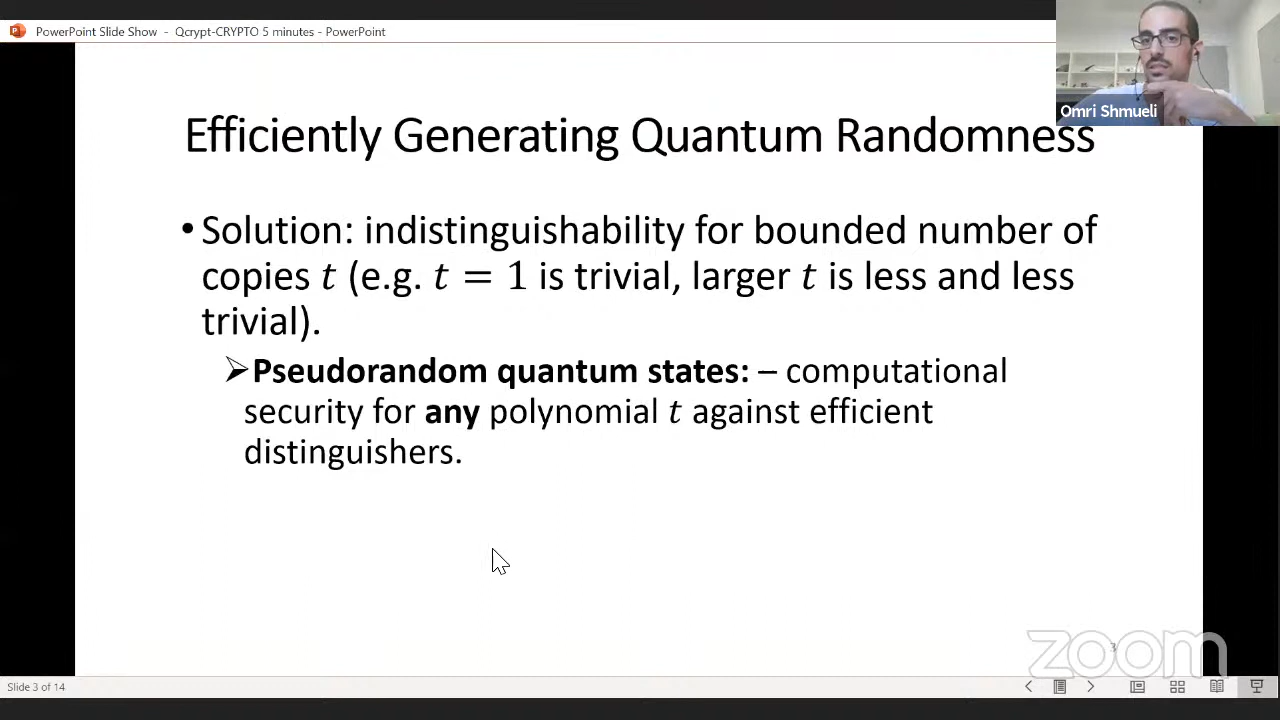 PowerPoint Slide Show - Qcrypt-CRYPTO 5 minutes - PowerPoint
Omri Shmueli
Efficiently Generating Quantum Randomness
• Solution: indistinguishability for bounded number of
copies t (e.g. t = 1 is trivial, larger t is less and less
trivial).
➢Pseudorandom quantum states: – computational
security for any polynomial t against efficient
distinguishers.
3
zoom
Slide 3 of 14